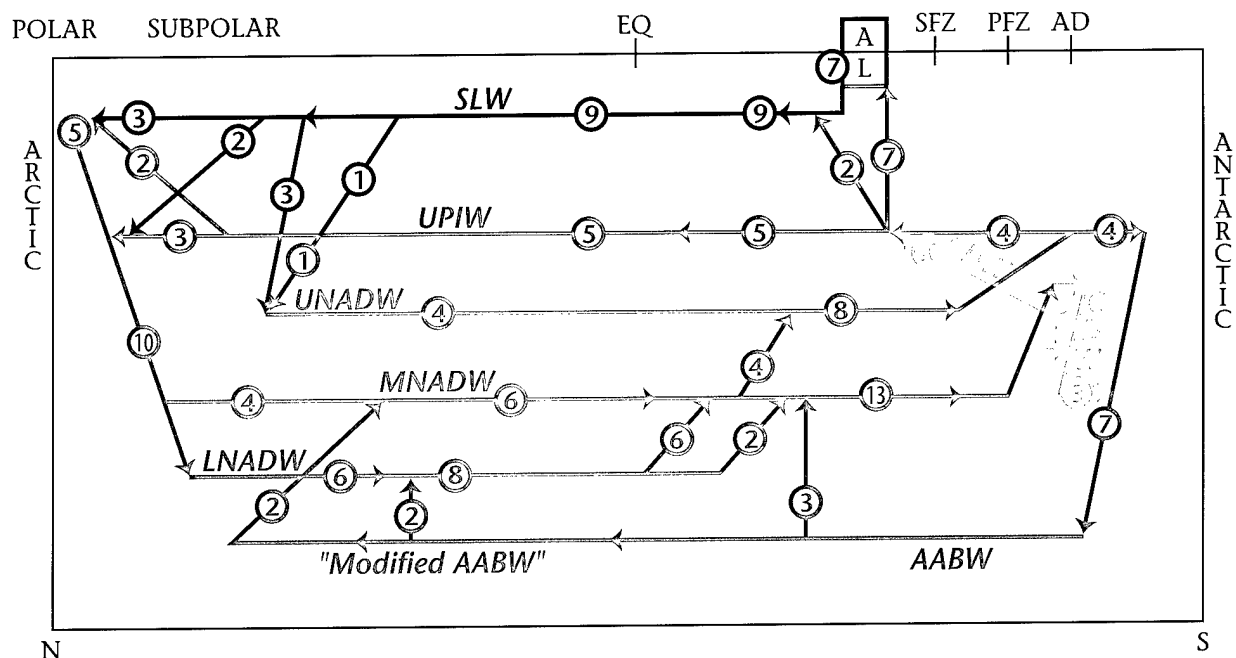 POLAR SUBPOLAR EQ SFZ PFZ AD
A
7 L
SLW
3 9 9
5
2 2
1 2 7
3
UPIW
3 5 5 4 4
1
UNADW
4 8
10
4
MNADW
4 6 13
6 2 7
LNADW
6 8
2 2 3
"Modified AABW" AABW
ARCTIC
ANTARCTIC
N S